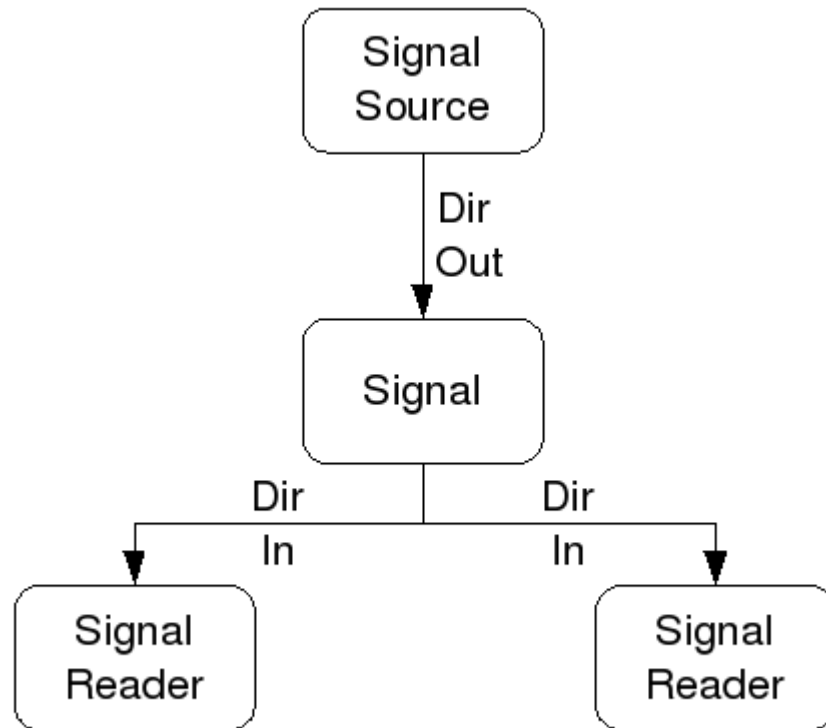 Signal
Source
Dir
Out
Signal
Dir
In
Dir
In
Signal
Reader
Signal
Reader